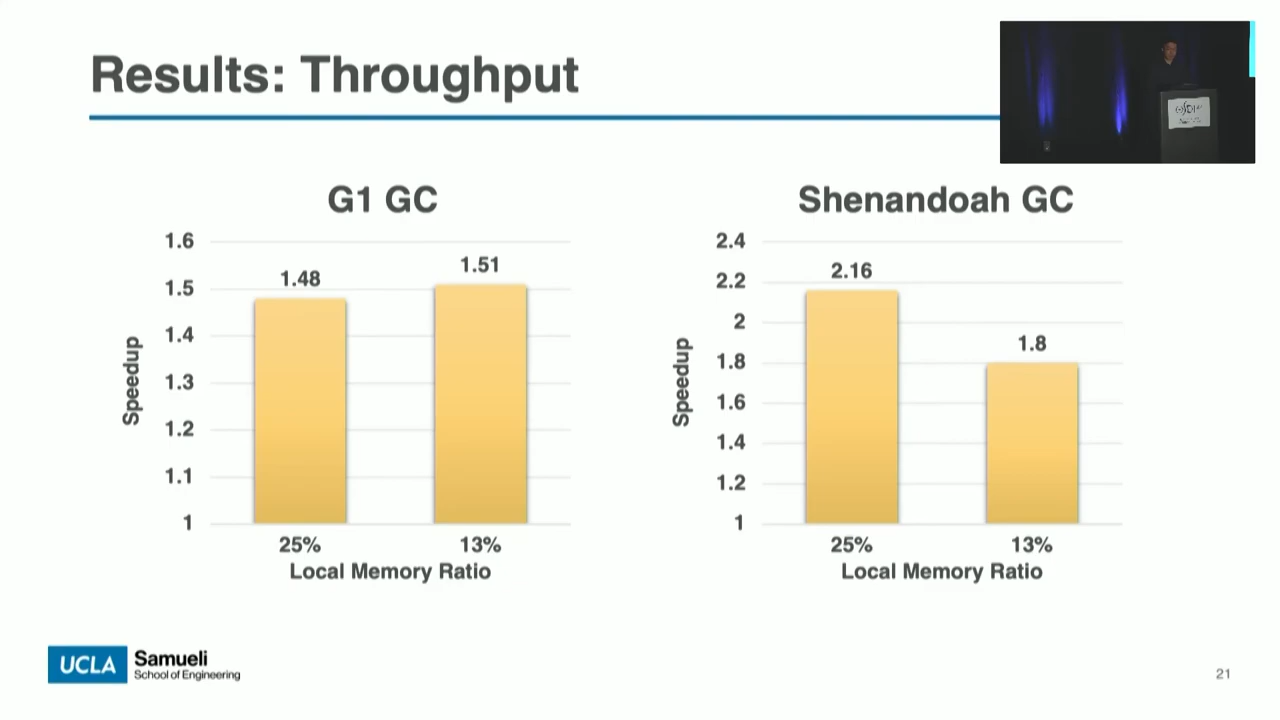 Results: Throughput
G1 GC
1.6
1.5
1.4
1.3
1.2
1.1
1
Speedup
1.48
1.51
25%
13%
Local Memory Ratio
Shenandoah GC
2.4
2.2
2
1.8
1.6
1.4
1.2
1
Speedup
2.16
1.8
25%
13%
Local Memory Ratio
UCLA
Samueli
School of Engineering
21